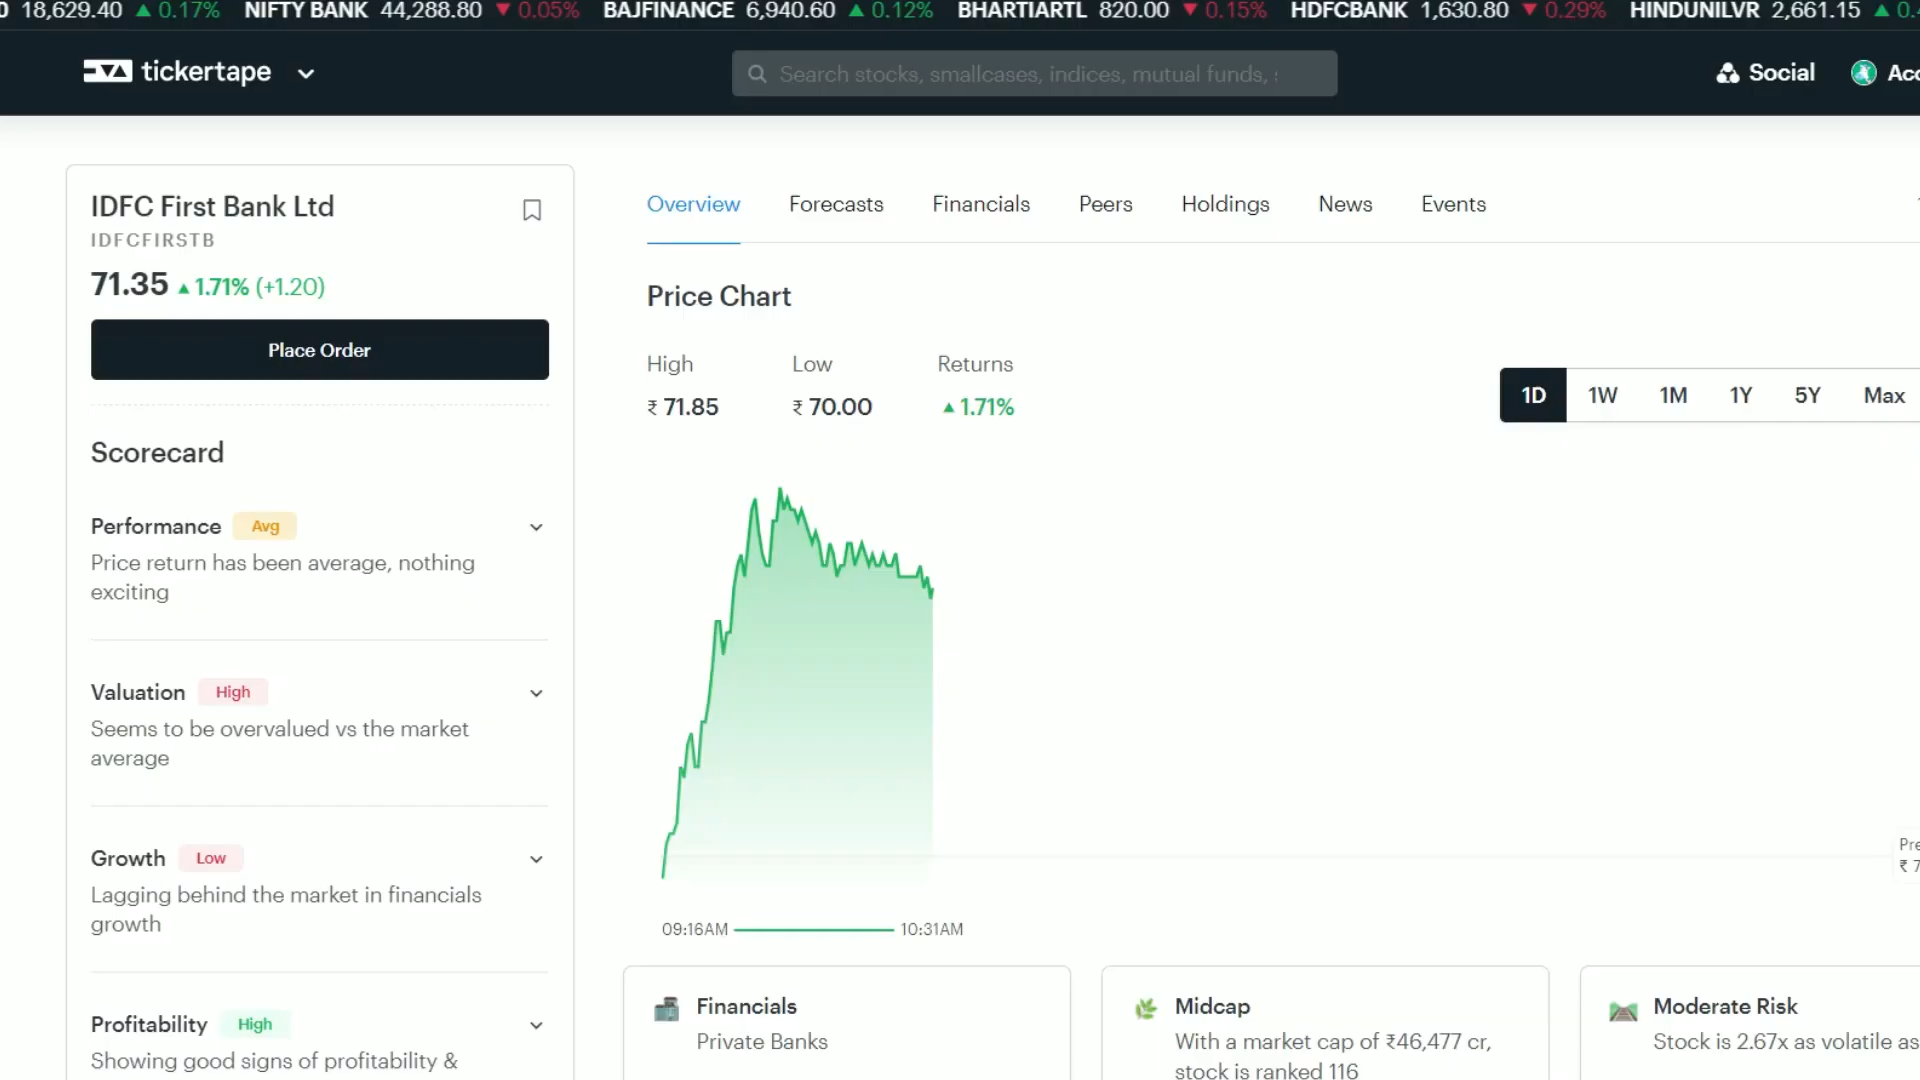 18,629.40 ▲ 0.17% NIFTY BANK 44,288.80 ▼ 0.05% BAJFINANCE 6,940.60 ▲ 0.12% BHARTIARTL 820.00 ▼ 0.15% HDFCBANK 1,630.80 ▼ 0.29% HINDUNILVR 2,661.15 ▲
tickertape
Search stocks, smallcases, indices, mutual funds,
Social
IDFC First Bank Ltd
IDFCFIRSTB
71.35 ▲ 1.71% (+1.20)
Place Order
Scorecard
Performance Avg
Price return has been average, nothing
exciting
Valuation High
Seems to be overvalued vs the market
average
Growth Low
Lagging behind the market in financials
growth
Profitability High
Showing good signs of profitability &
Overview Forecasts Financials Peers Holdings News Events
Price Chart
High Low Returns
₹ 71.85 ₹ 70.00 ▲ 1.71%
1D 1W 1M 1Y 5Y Max
09:16AM 10:31AM
Financials
Private Banks
Midcap
With a market cap of ₹46,477 cr,
stock is ranked 116
Moderate Risk
Stock is 2.67x as volatile as